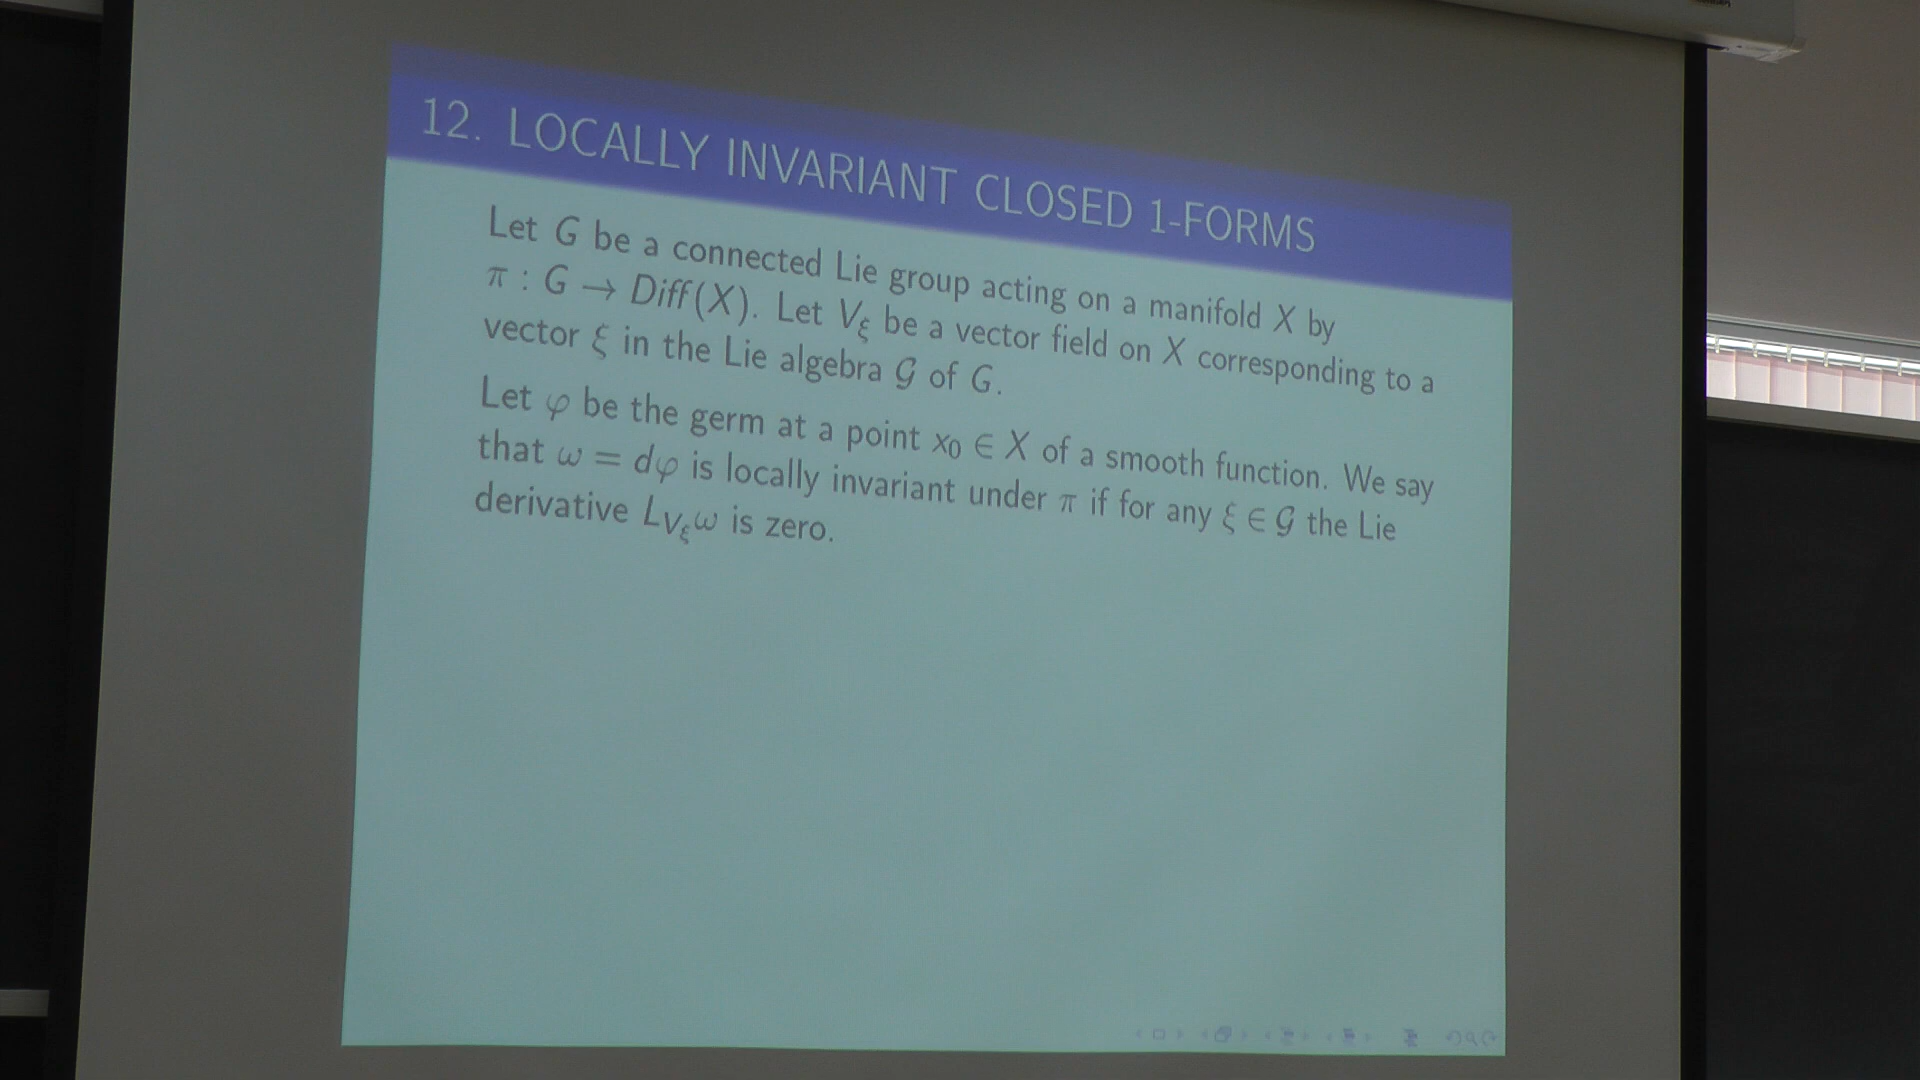 12. LOCALLY INVARIANT CLOSED 1-FORMS
Let G be a connected Lie group acting on a manifold X by
π : G → Diff(X). Let V_ξ be a vector field on X corresponding to a
vector ξ in the Lie algebra 𝒢 of G.
Let φ be the germ at a point x₀ ∈ X of a smooth function. We say
that ω = dφ is locally invariant under π if for any ξ ∈ 𝒢 the Lie
derivative L_{V_ξ}ω is zero.